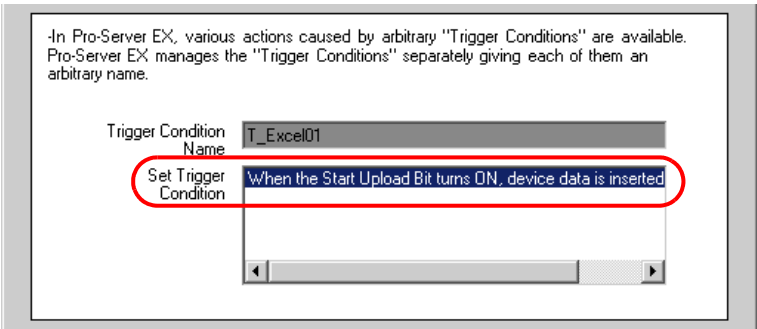 -In Pro-Server EX, various actions caused by arbitrary "Trigger Conditions" are available.
Pro-Server EX manages the "Trigger Conditions" separately giving each of them an
arbitrary name.
Trigger Condition
Name
T_Excel01
Set Trigger
Condition
When the Start Upload Bit turns ON, device data is inserted